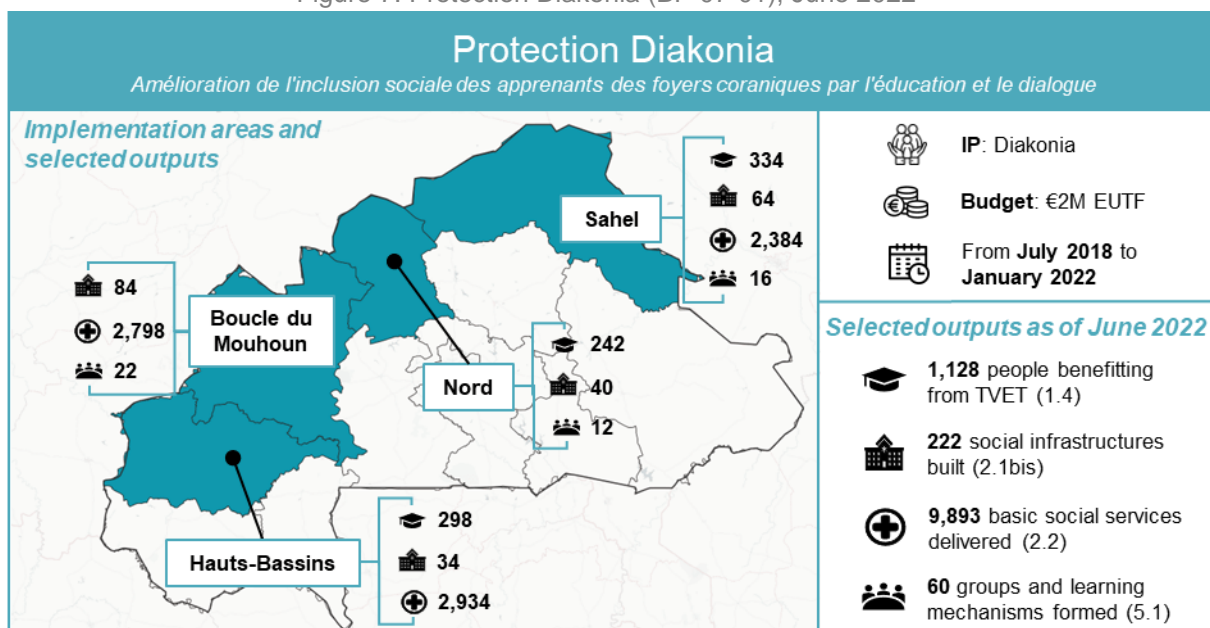 Protection Diakonia
Amélioration de l'inclusion sociale des apprenants des foyers coraniques par l'éducation et le dialogue
Implementation areas and
selected outputs
334
64
2,384
16
Sahel
84
2,798
22
Boucle du
Mouhoun
242
40
12
Nord
298
34
2,934
Hauts-Bassins
IP: Diakonia
Budget: €2M EUTF
From July 2018 to
January 2022
Selected outputs as of June 2022
1,128 people benefitting
from TVET (1.4)
222 social infrastructures
built (2.1bis)
9,893 basic social services
delivered (2.2)
60 groups and learning
mechanisms formed (5.1)